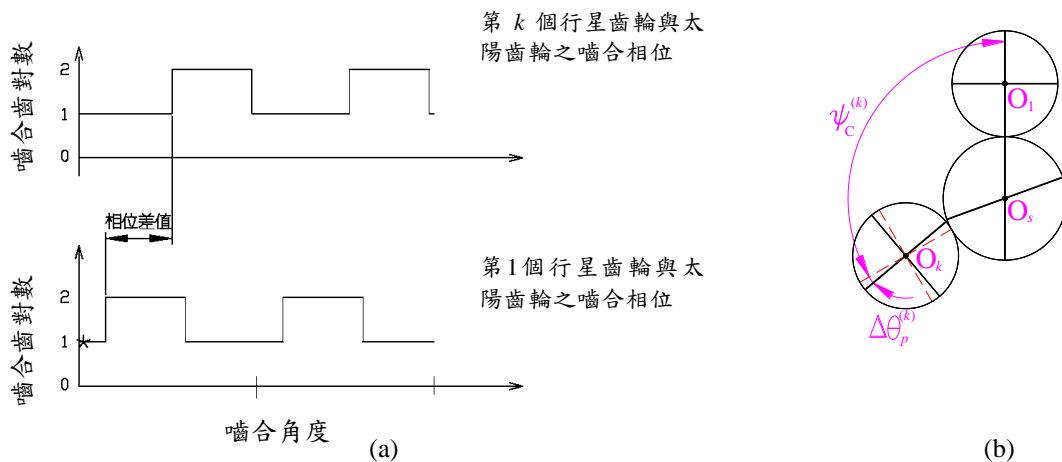 第 k 個行星齒輪與太
陽齒輪之嚙合相位
嚙合齒對數
2
1
0
相位差值
第1個行星齒輪與太
陽齒輪之嚙合相位
嚙合齒對數
2
1
0
嚙合角度
(a)
ψ_C^(k)
O₁
Oₛ
Oₖ
Δθ_p^(k)
(b)